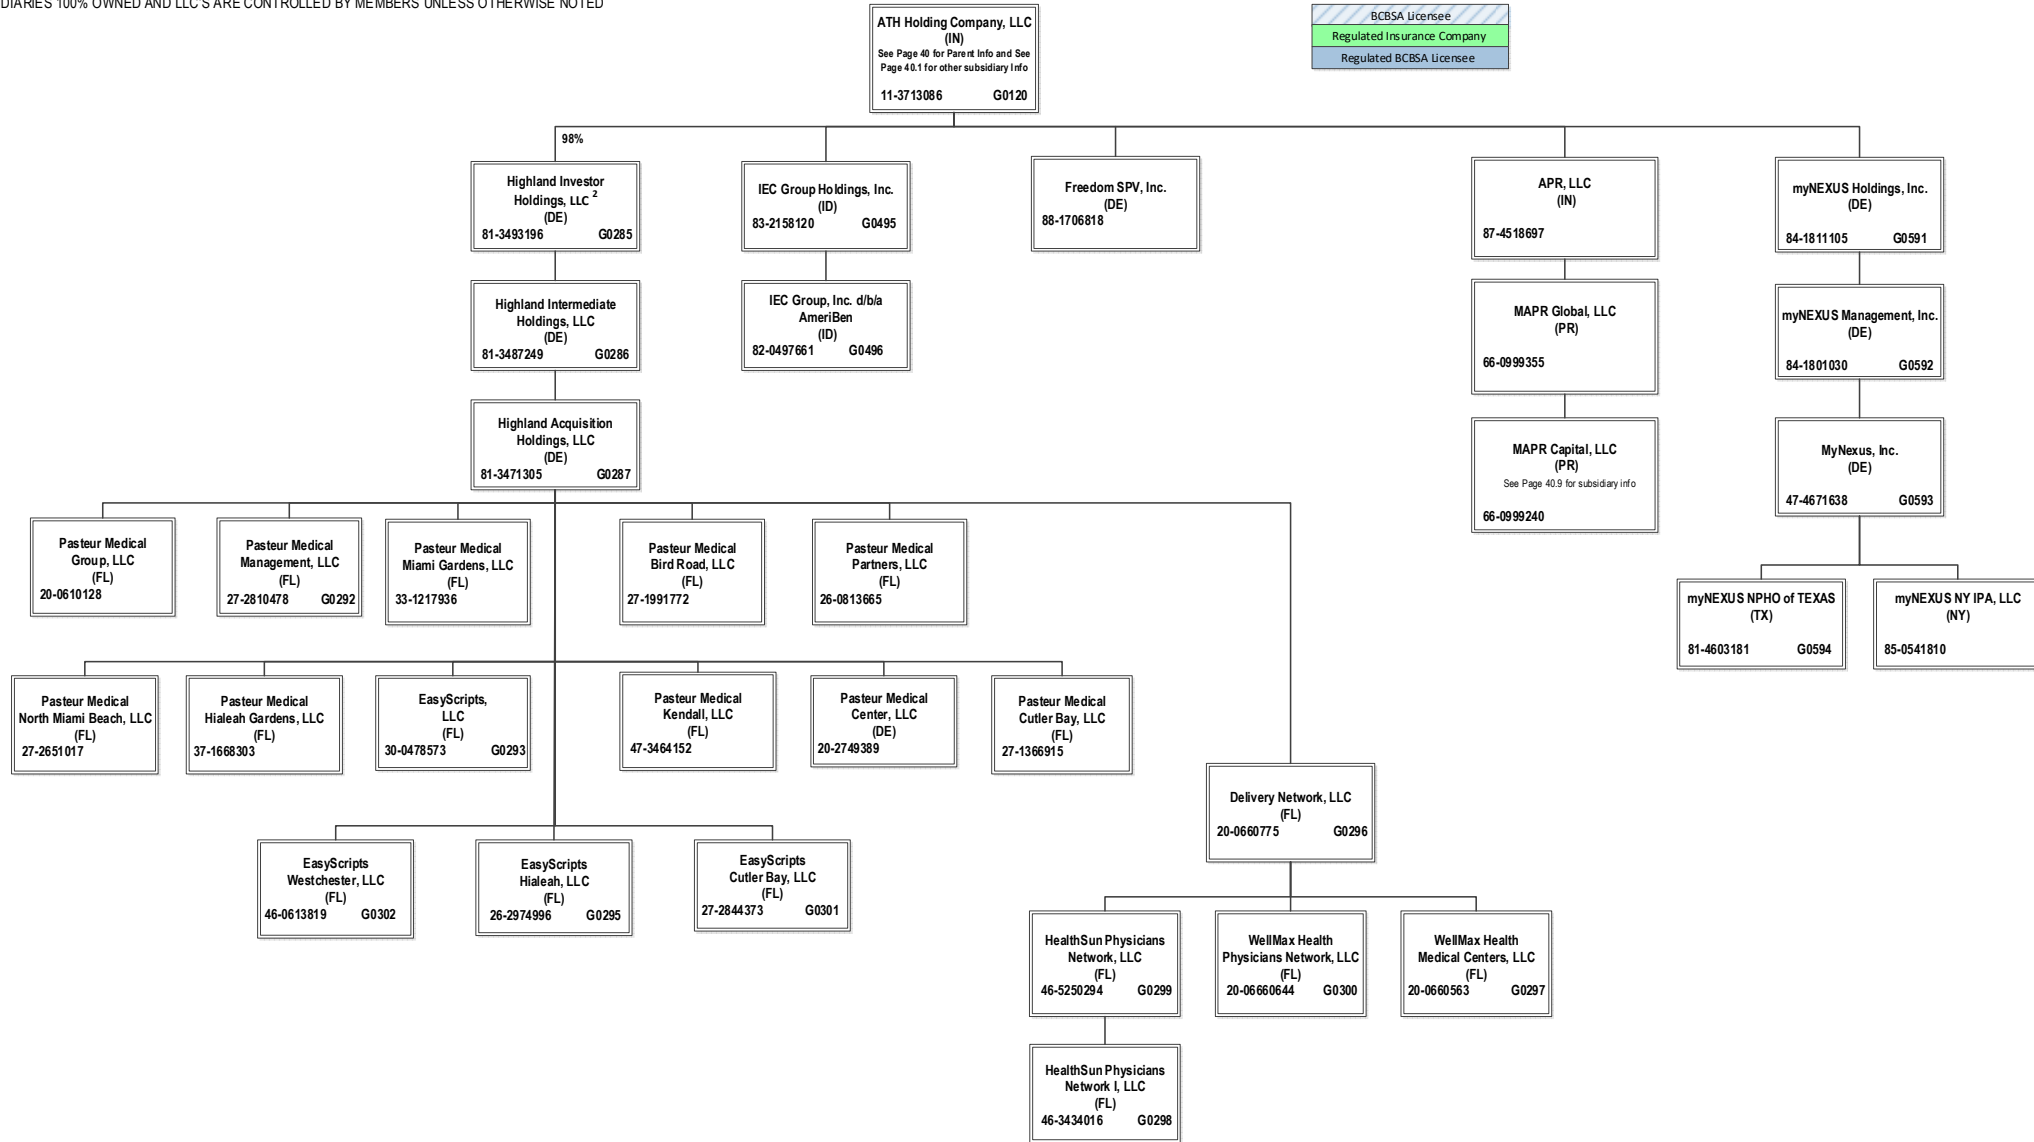 DIARIES 100% OWNED AND LLC'S ARE CONTROLLED BY MEMBERS UNLESS OTHERWISE NOTED
ATH Holding Company, LLC
(IN)
See Page 40 for Parent Info and See
Page 40.1 for other subsidiary Info
11-3713086 G0120
BCBSA Licensee
Regulated Insurance Company
Regulated BCBSA Licensee
98%
Highland Investor
Holdings, LLC 2
(DE)
81-3493196 G0285
IEC Group Holdings, Inc.
(ID)
83-2158120 G0495
Freedom SPV, Inc.
(DE)
88-1706818
APR, LLC
(IN)
87-4518697
myNEXUS Holdings, Inc.
(DE)
84-1811105 G0591
Highland Intermediate
Holdings, LLC
(DE)
81-3487249 G0286
IEC Group, Inc. d/b/a
AmeriBen
(ID)
82-0497661 G0496
MAPR Global, LLC
(PR)
66-0999355
myNEXUS Management, Inc.
(DE)
84-1801030 G0592
Highland Acquisition
Holdings, LLC
(DE)
81-3471305 G0287
MAPR Capital, LLC
(PR)
See Page 40.9 for subsidiary info
66-0999240
MyNexus, Inc.
(DE)
47-4671638 G0593
Pasteur Medical
Group, LLC
(FL)
20-0610128
Pasteur Medical
Management, LLC
(FL)
27-2810478 G0292
Pasteur Medical
Miami Gardens, LLC
(FL)
33-1217936
Pasteur Medical
Bird Road, LLC
(FL)
27-1991772
Pasteur Medical
Partners, LLC
(FL)
26-0813665
myNEXUS NPHO of TEXAS
(TX)
81-4603181 G0594
myNEXUS NY IPA, LLC
(NY)
85-0541810
Pasteur Medical
North Miami Beach, LLC
(FL)
27-2651017
Pasteur Medical
Hialeah Gardens, LLC
(FL)
37-1668303
EasyScripts,
LLC
(FL)
30-0478573 G0293
Pasteur Medical
Kendall, LLC
(FL)
47-3464152
Pasteur Medical
Center, LLC
(DE)
20-2749389
Pasteur Medical
Cutler Bay, LLC
(FL)
27-1366915
Delivery Network, LLC
(FL)
20-0660775 G0296
EasyScripts
Westchester, LLC
(FL)
46-0613819 G0302
EasyScripts
Hialeah, LLC
(FL)
26-2974996 G0295
EasyScripts
Cutler Bay, LLC
(FL)
27-2844373 G0301
HealthSun Physicians
Network, LLC
(FL)
46-5250294 G0299
WellMax Health
Physicians Network, LLC
(FL)
20-06660644 G0300
WellMax Health
Medical Centers, LLC
(FL)
20-0660563 G0297
HealthSun Physicians
Network I, LLC
(FL)
46-3434016 G0298